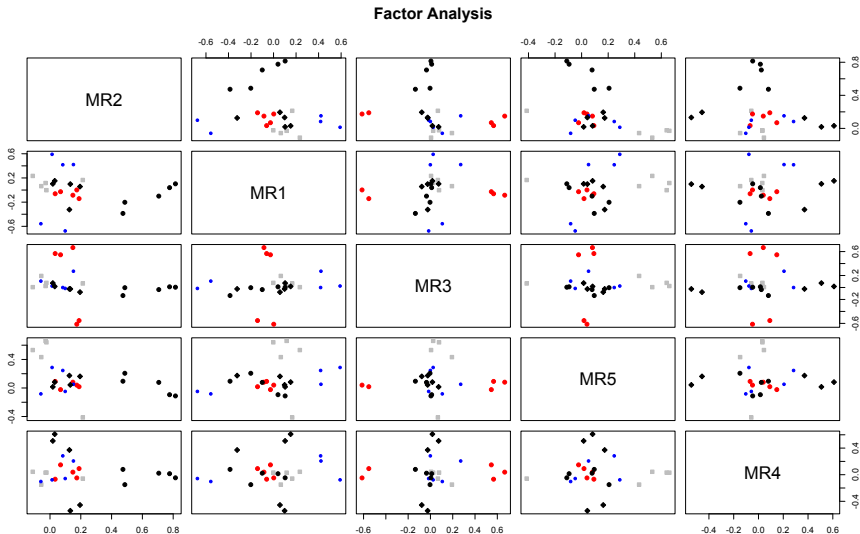 Factor Analysis
-0.6 -0.4 -0.2 0.0 0.2 0.4 0.6
-0.4 0.0 0.2 0.4 0.6
MR2
0.0 0.4 0.8
-0.6 -0.2 0.2 0.6
MR1
MR3
-0.6 -0.2 0.2 0.6
-0.4 0.0 0.4
MR5
MR4
-0.4 0.0 0.4
0.0 0.2 0.4 0.6 0.8
-0.6 -0.4 -0.2 0.0 0.2 0.4 0.6
-0.4 -0.2 0.0 0.2 0.4 0.6